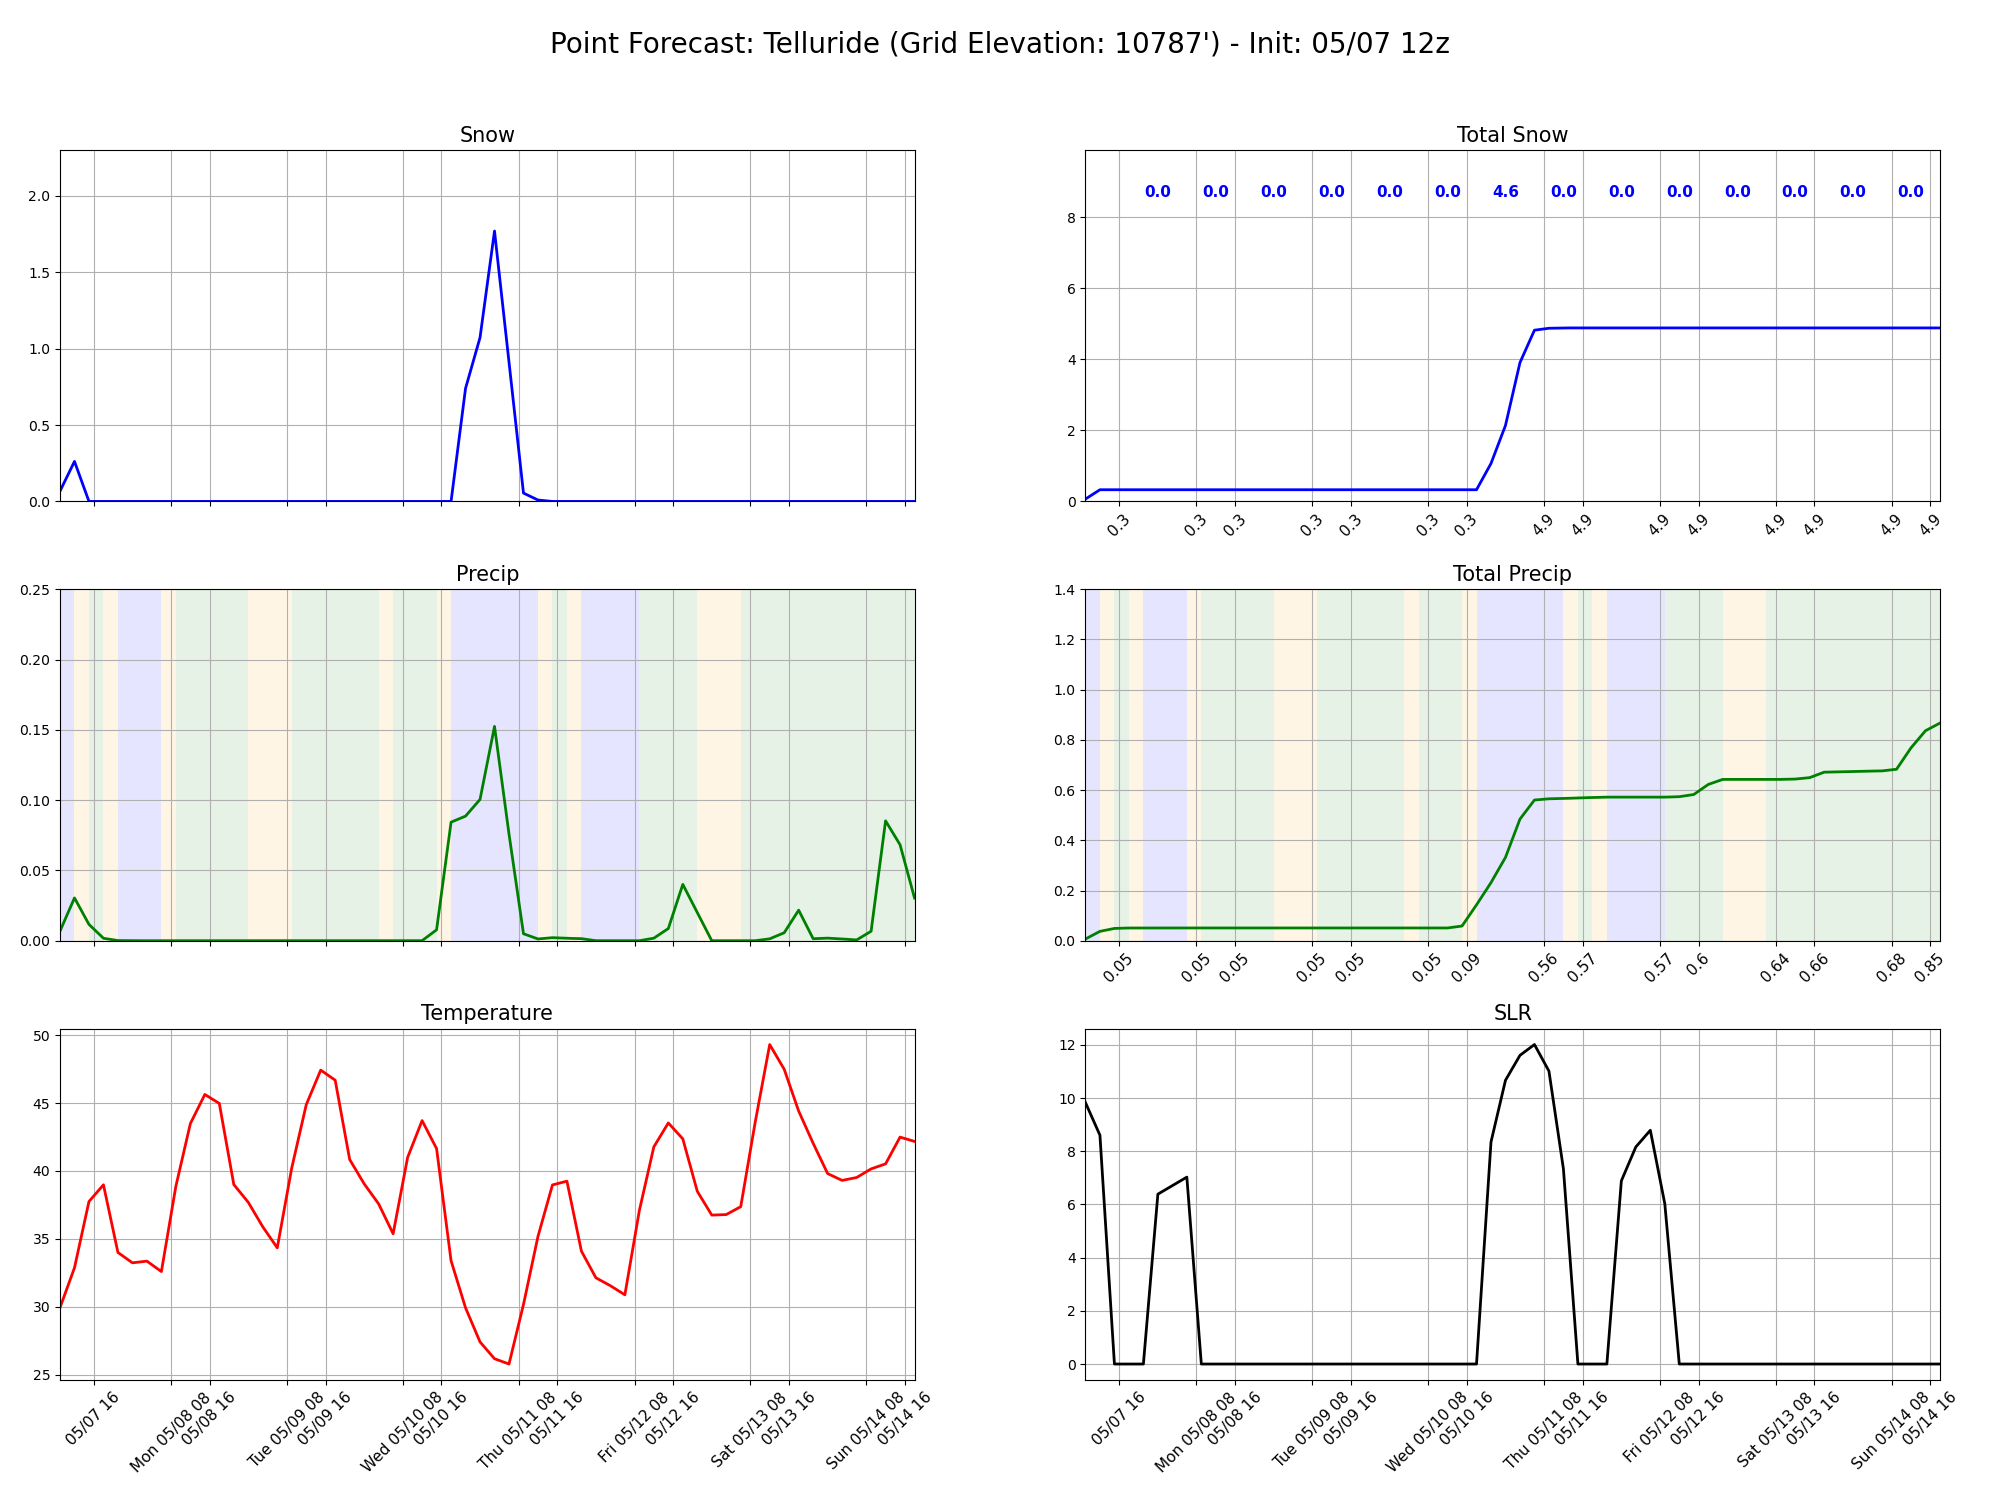 Point Forecast: Telluride (Grid Elevation: 10787') - Init: 05/07 12z
Snow
2.0
1.5
1.0
0.5
0.0
Total Snow
0.0 0.0 0.0 0.0 0.0 0.0 4.6 0.0 0.0 0.0 0.0 0.0 0.0 0.0
8
6
4
2
0
0.3 0.3 0.3 0.3 0.3 0.3 0.3 4.9 4.9 4.9 4.9 4.9 4.9 4.9 4.9
Precip
0.25
0.20
0.15
0.10
0.05
0.00
Total Precip
1.4
1.2
1.0
0.8
0.6
0.4
0.2
0.0
0.05 0.05 0.05 0.05 0.05 0.05 0.09 0.56 0.57 0.57 0.6 0.64 0.66 0.68 0.85
Temperature
50
45
40
35
30
25
05/07 16
Mon 05/08 08
05/08 16
Tue 05/09 08
05/09 16
Wed 05/10 08
05/10 16
Thu 05/11 08
05/11 16
Fri 05/12 08
05/12 16
Sat 05/13 08
05/13 16
Sun 05/14 08
05/14 16
SLR
12
10
8
6
4
2
0
05/07 16
Mon 05/08 08
05/08 16
Tue 05/09 08
05/09 16
Wed 05/10 08
05/10 16
Thu 05/11 08
05/11 16
Fri 05/12 08
05/12 16
Sat 05/13 08
05/13 16
Sun 05/14 08
05/14 16